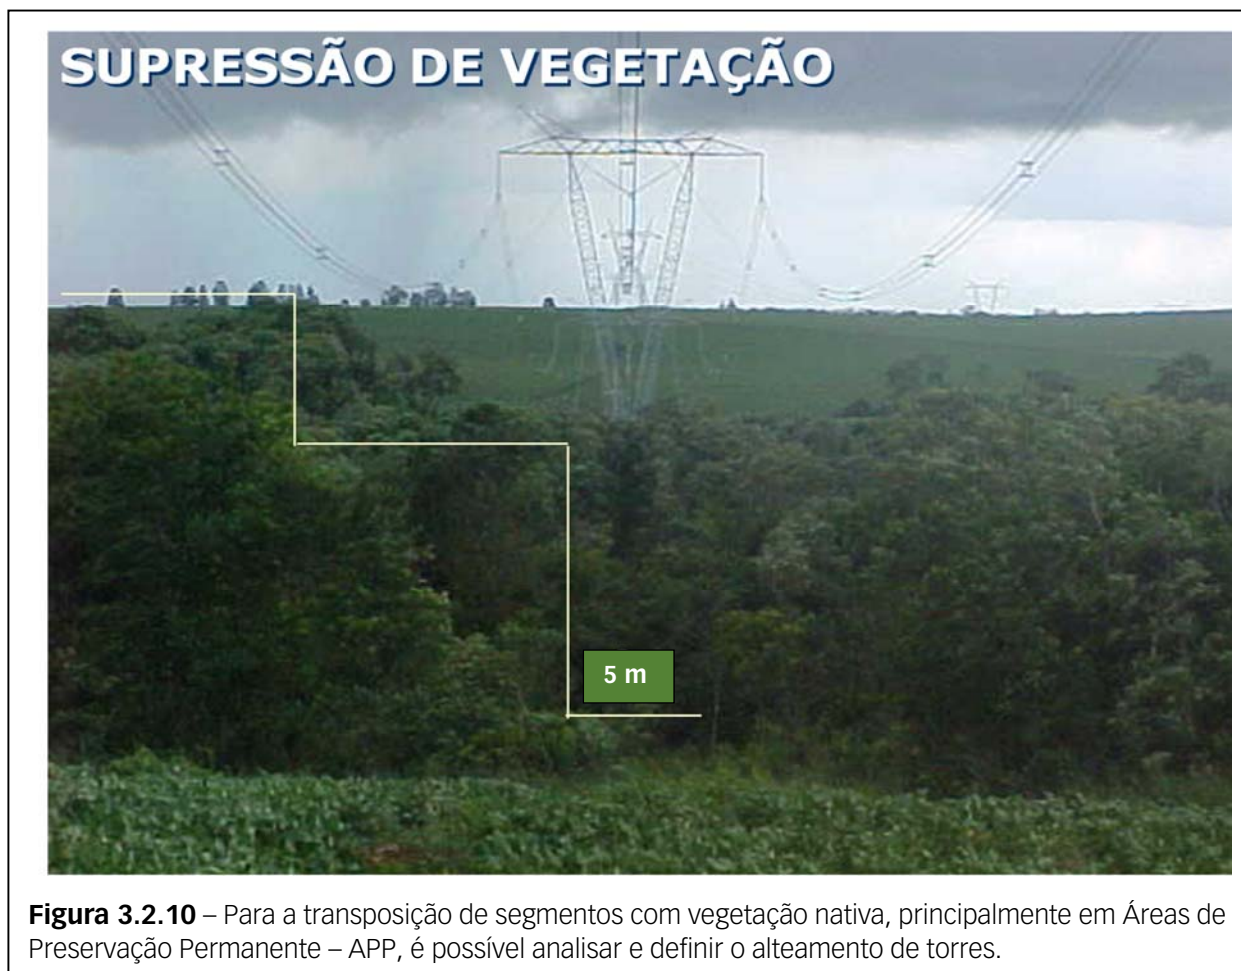 SUPRESSÃO DE VEGETAÇÃO
5 m
Figura 3.2.10 – Para a transposição de segmentos com vegetação nativa, principalmente em Áreas de
Preservação Permanente – APP, é possível analisar e definir o alteamento de torres.